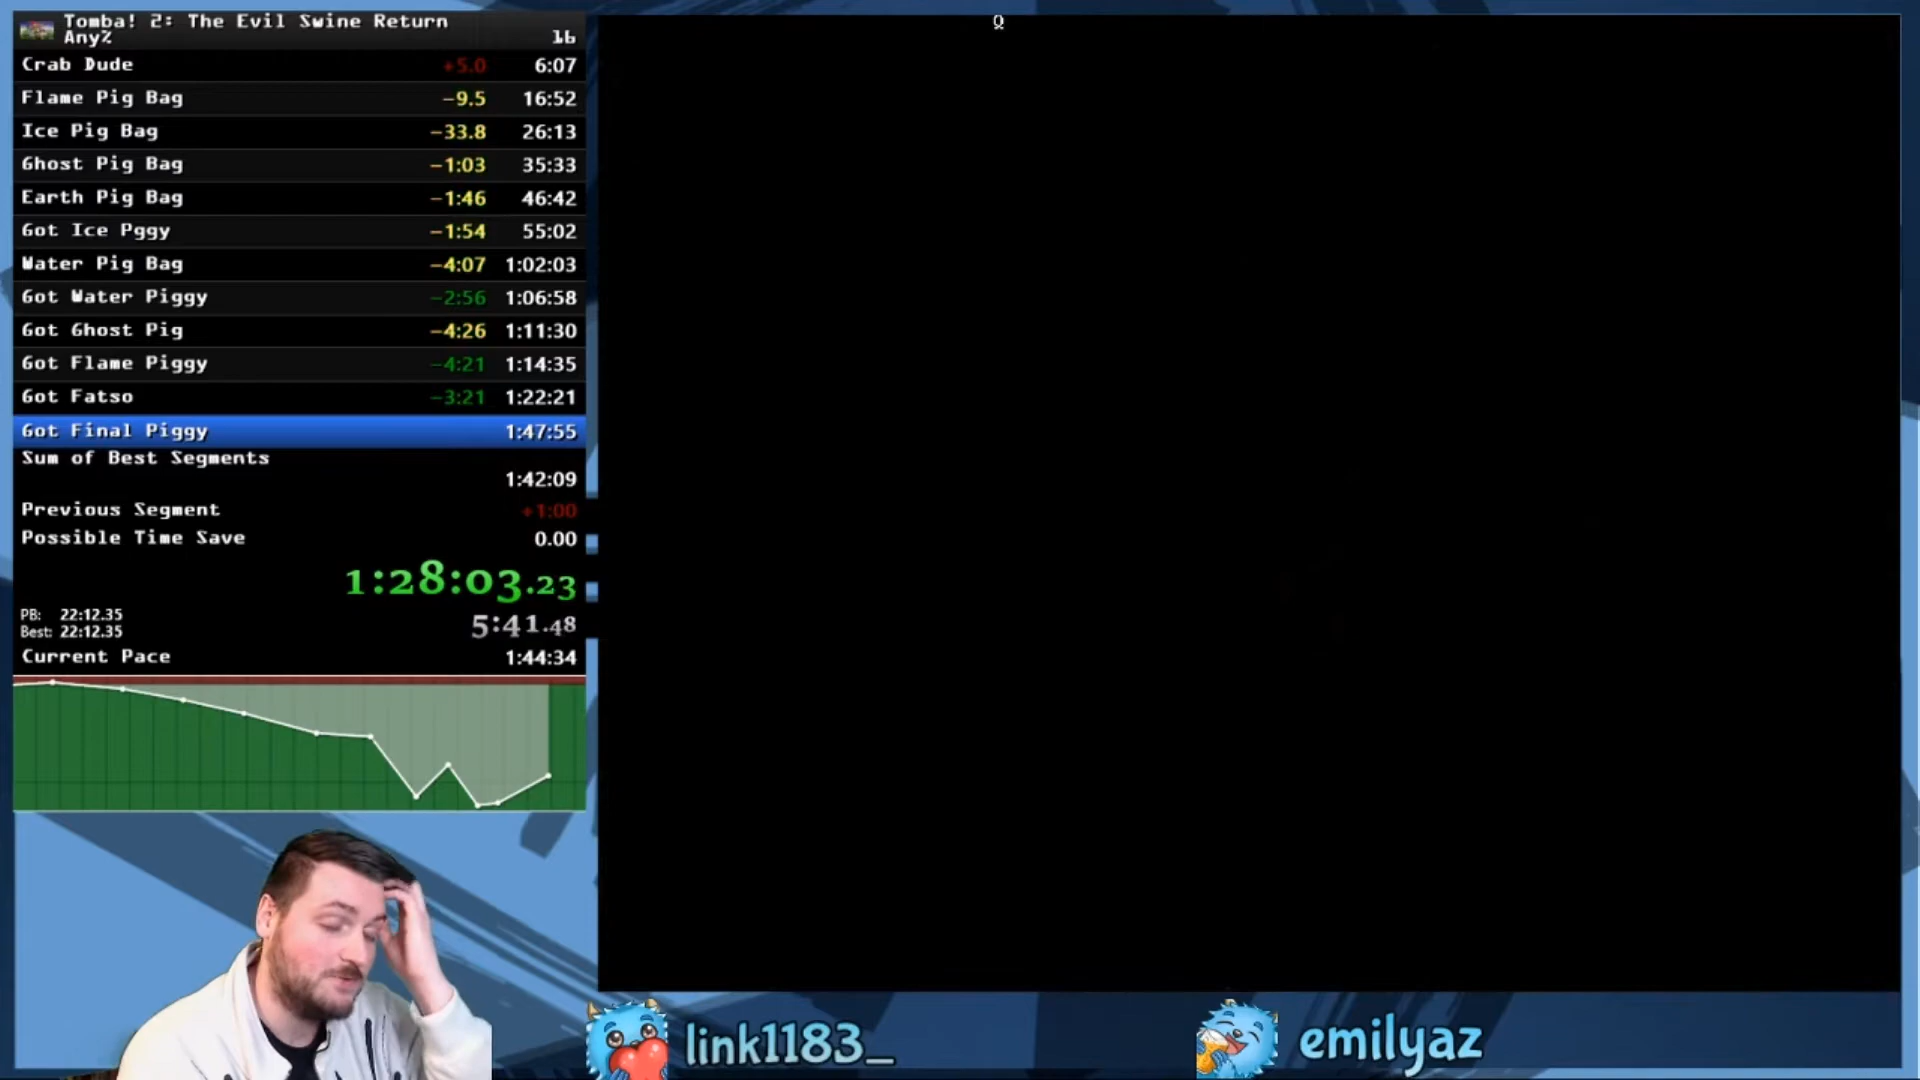 Tomba! 2: The Evil Swine Return
Any% 16
Crab Dude +5.0 6:07
Flame Pig Bag −9.5 16:52
Ice Pig Bag −33.8 26:13
Ghost Pig Bag −1:03 35:33
Earth Pig Bag −1:46 46:42
Got Ice Pggy −1:54 55:02
Water Pig Bag −4:07 1:02:03
Got Water Piggy −2:56 1:06:58
Got Ghost Pig −4:26 1:11:30
Got Flame Piggy −4:21 1:14:35
Got Fatso −3:21 1:22:21
Got Final Piggy 1:47:55
Sum of Best Segments
1:42:09
Previous Segment +1:00
Possible Time Save 0.00
1:28:03.23
PB: 22:12.35
Best: 22:12.35
5:41.48
Current Pace 1:44:34
link1183_
emilyaz